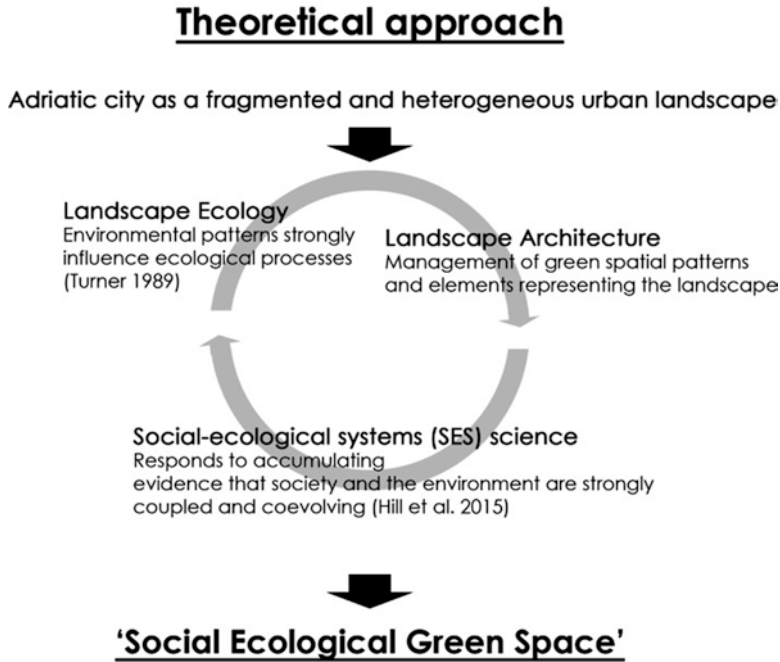 Theoretical approach
Adriatic city as a fragmented and heterogeneous urban landscape
Landscape Ecology
Environmental patterns strongly
influence ecological processes
(Turner 1989)
Landscape Architecture
Management of green spatial patterns
and elements representing the landscape
Social-ecological systems (SES) science
Responds to accumulating
evidence that society and the environment are strongly
coupled and coevolving (Hill et al. 2015)
‘Social Ecological Green Space’